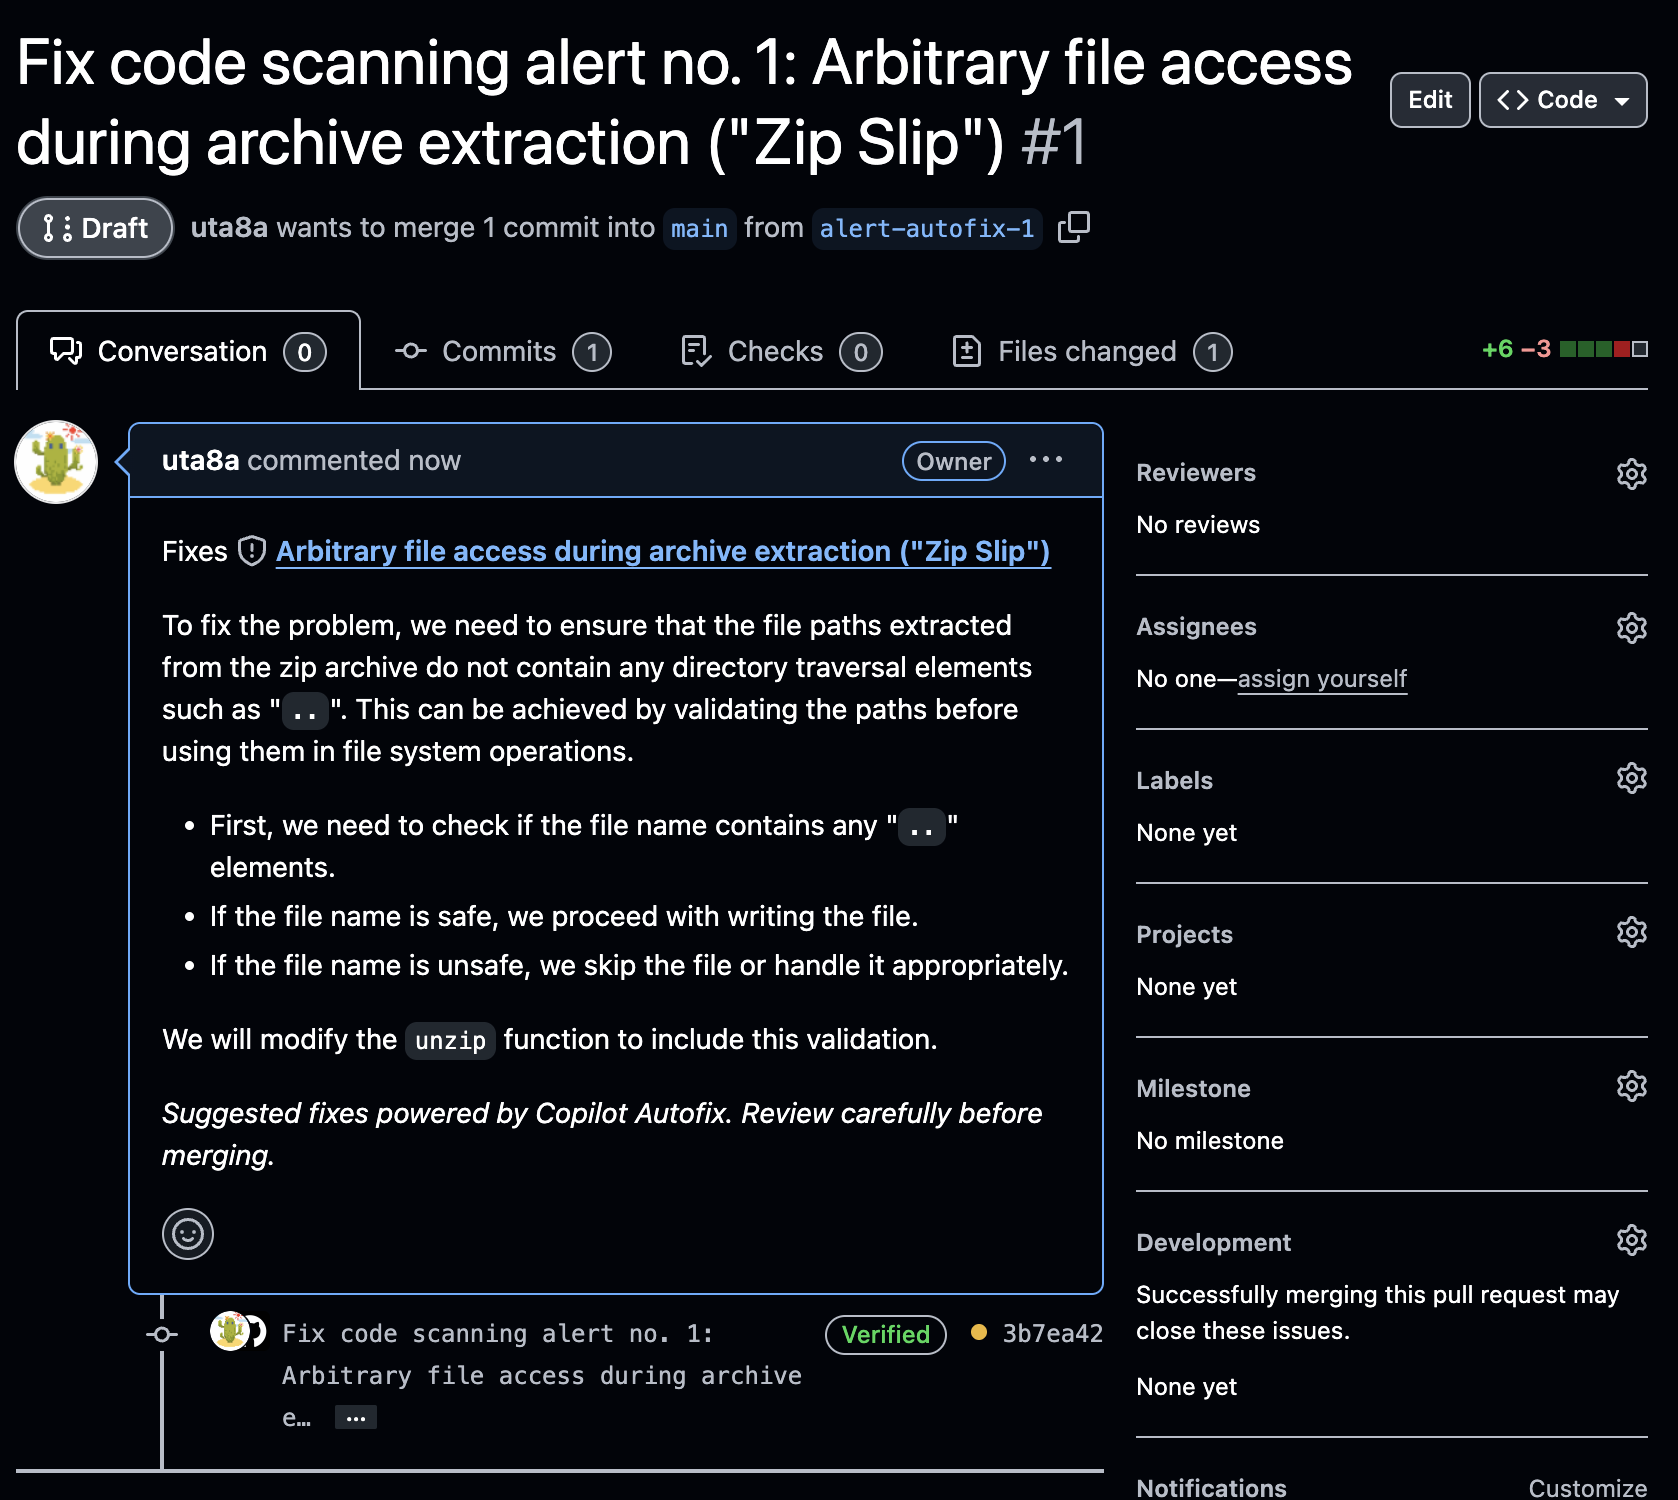 Fix code scanning alert no. 1: Arbitrary file access
during archive extraction ("Zip Slip") #1
Edit
Code
Draft
uta8a wants to merge 1 commit into main from alert-autofix-1
Conversation 0
Commits 1
Checks 0
Files changed 1
+6 −3
uta8a commented now
Owner
Fixes Arbitrary file access during archive extraction ("Zip Slip")
To fix the problem, we need to ensure that the file paths extracted
from the zip archive do not contain any directory traversal elements
such as "..". This can be achieved by validating the paths before
using them in file system operations.
• First, we need to check if the file name contains any ".."
elements.
• If the file name is safe, we proceed with writing the file.
• If the file name is unsafe, we skip the file or handle it appropriately.
We will modify the unzip function to include this validation.
Suggested fixes powered by Copilot Autofix. Review carefully before
merging.
Fix code scanning alert no. 1:
Arbitrary file access during archive
e… …
Verified
3b7ea42
Reviewers
No reviews
Assignees
No one—assign yourself
Labels
None yet
Projects
None yet
Milestone
No milestone
Development
Successfully merging this pull request may
close these issues.
None yet
Notifications
Customize